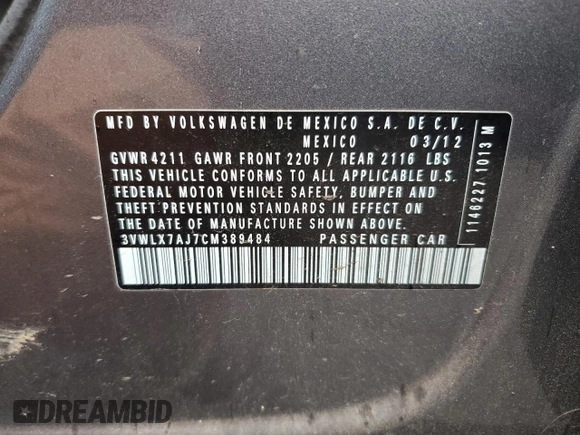 MFD BY VOLKSWAGEN DE MEXICO S.A. DE C.V.
MEXICO 03/12
GVWR 4211 GAWR FRONT 2205 / REAR 2116 LBS
THIS VEHICLE CONFORMS TO ALL APPLICABLE U.S.
FEDERAL MOTOR VEHICLE SAFETY, BUMPER AND
THEFT PREVENTION STANDARDS IN EFFECT ON
THE DATE OF MANUFACTURE SHOWN ABOVE.
3VWLX7AJ7CM389484 PASSENGER CAR
1146227 1013 M
DREAMBID